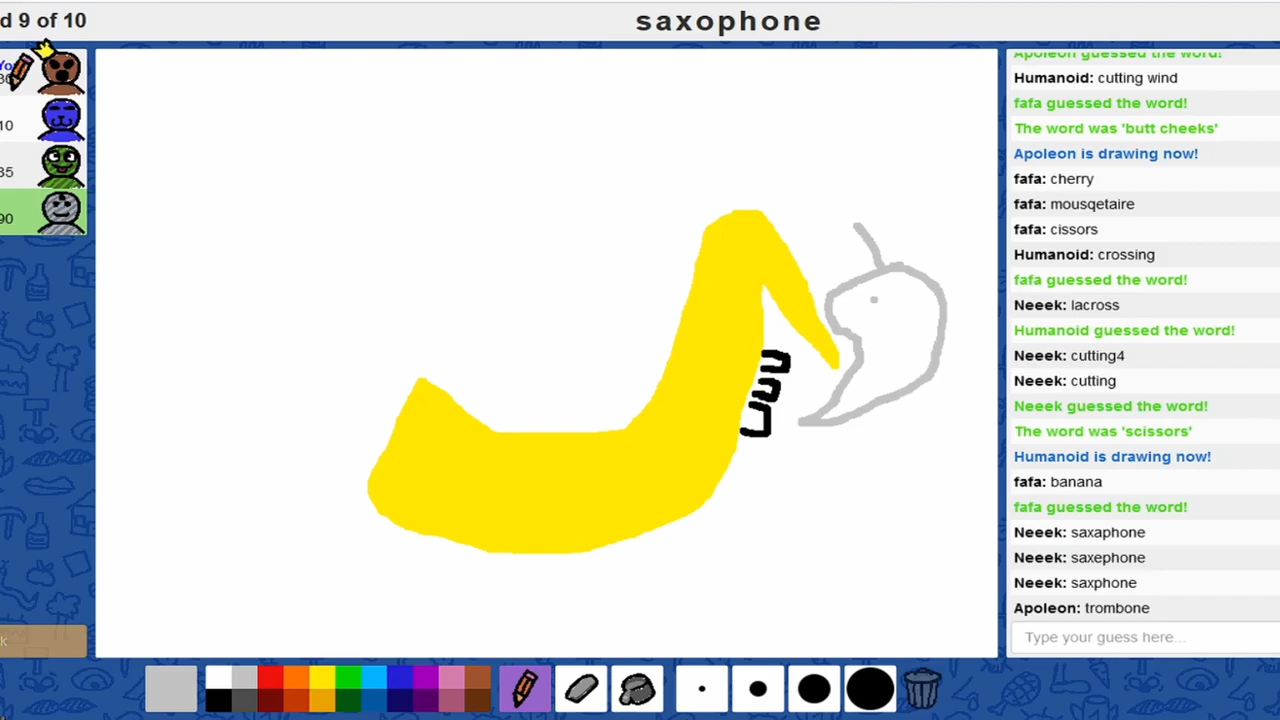 d 9 of 10
saxophone
Yo
10
35
90
Apoleon guessed the word!
Humanoid: cutting wind
fafa guessed the word!
The word was 'butt cheeks'
Apoleon is drawing now!
fafa: cherry
fafa: mousqetaire
fafa: cissors
Humanoid: crossing
fafa guessed the word!
Neeek: lacross
Humanoid guessed the word!
Neeek: cutting4
Neeek: cutting
Neeek guessed the word!
The word was 'scissors'
Humanoid is drawing now!
fafa: banana
fafa guessed the word!
Neeek: saxaphone
Neeek: saxephone
Neeek: saxphone
Apoleon: trombone
Type your guess here...
k